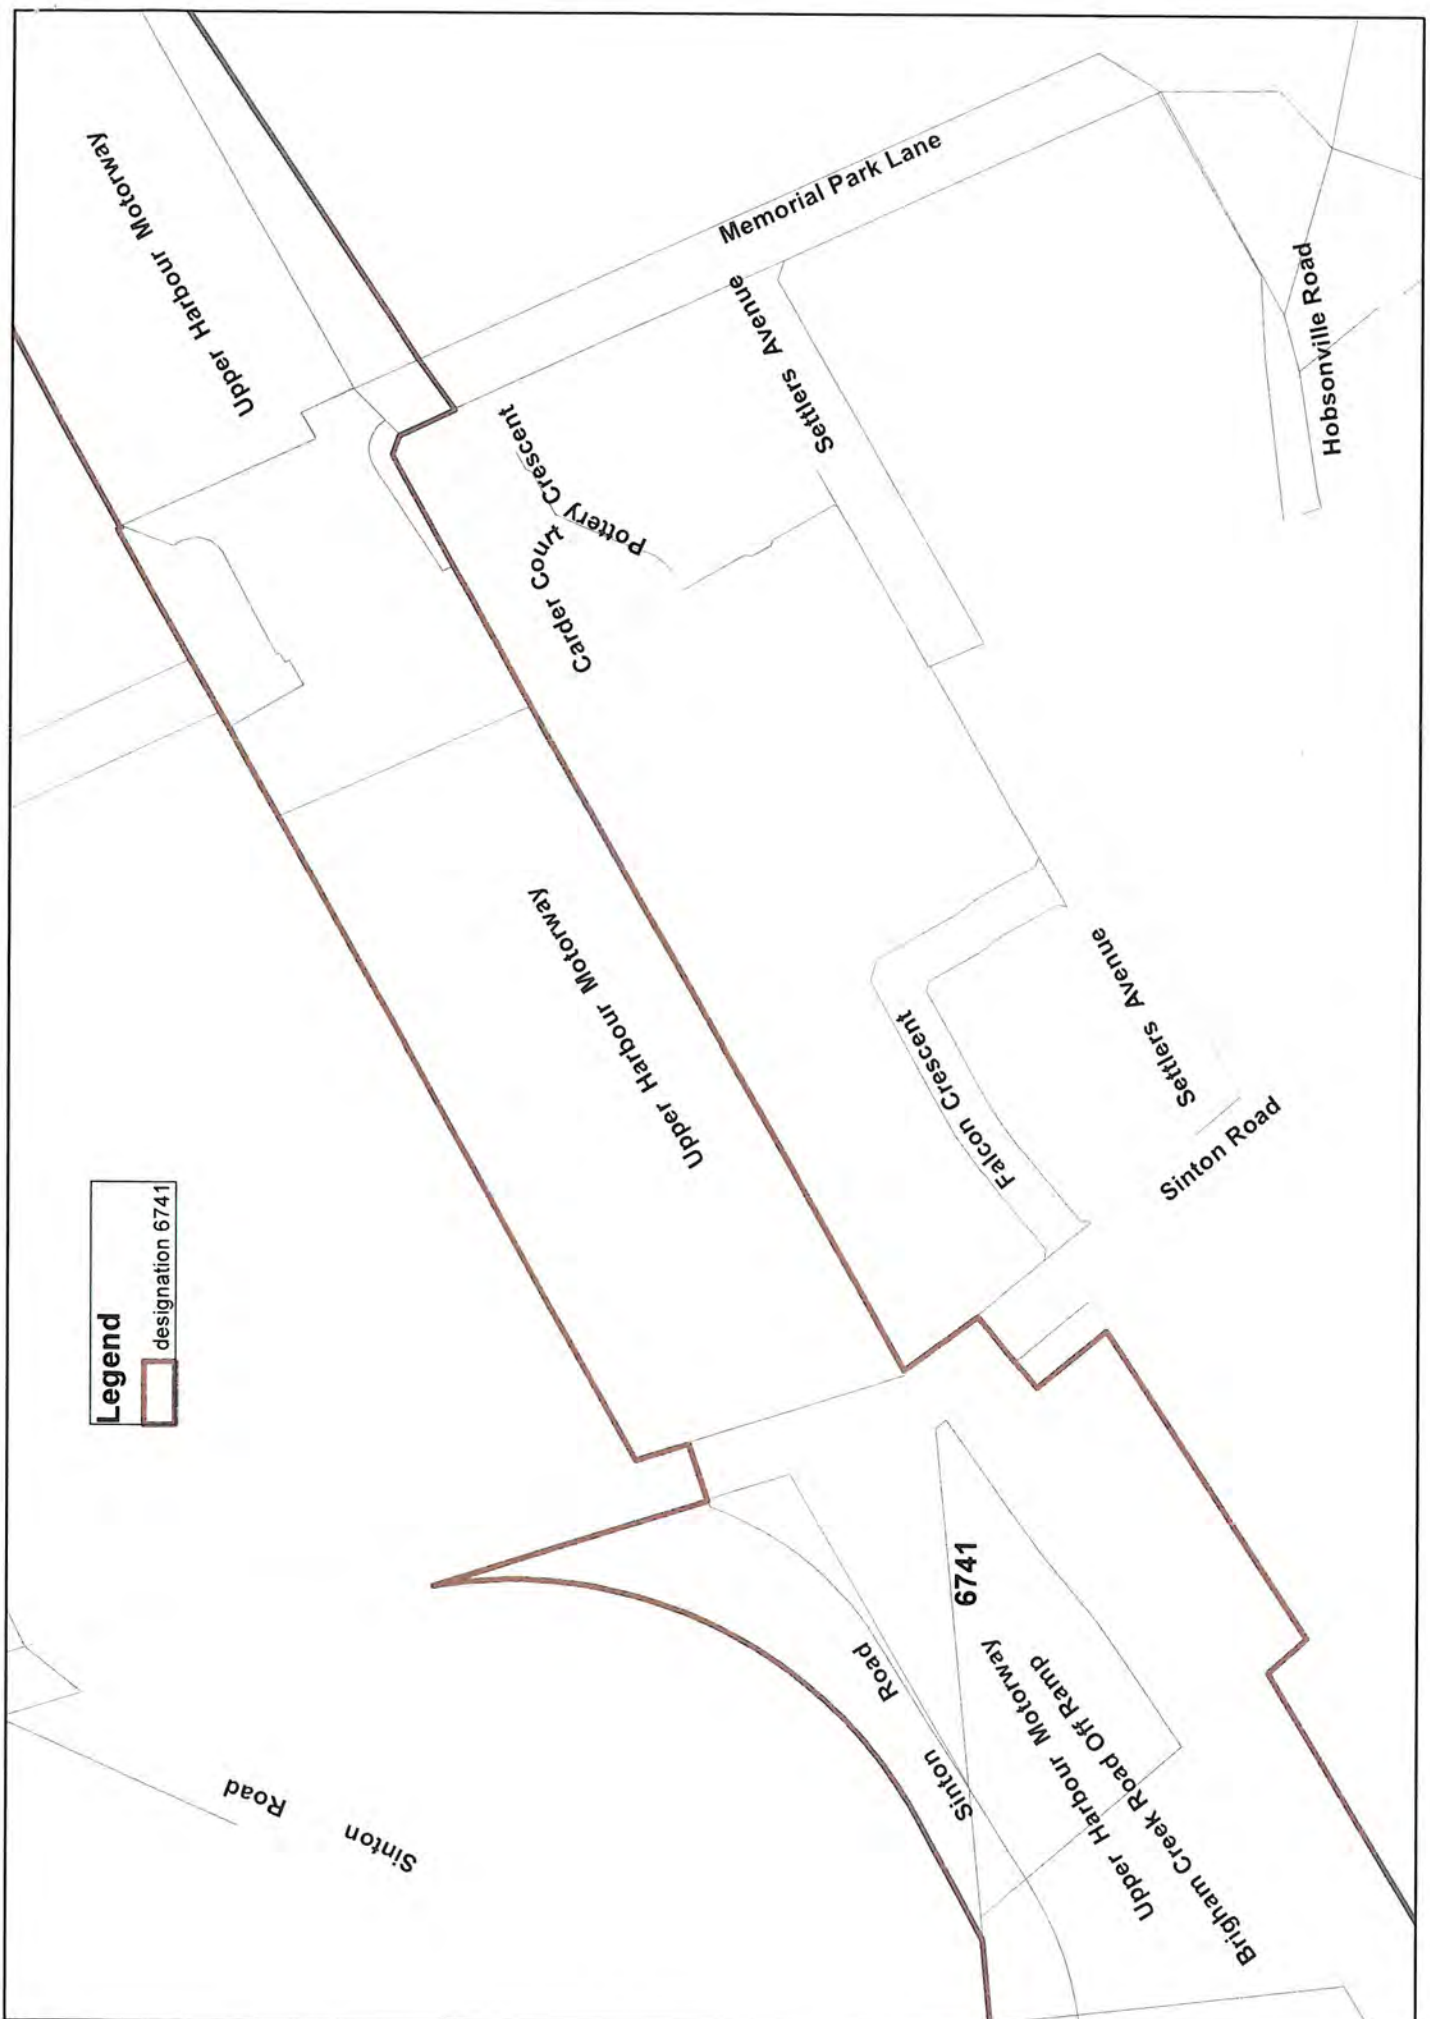 Upper Harbour Motorway
Memorial Park Lane
Settlers Avenue
Hobsonville Road
Pottery Crescent
Carder Court
Upper Harbour Motorway
Settlers Avenue
Falcon Crescent
Sinton Road
Legend
designation 6741
6741
Sinton Road
Upper Harbour Motorway
Brigham Creek Road Off Ramp
Sinton Road